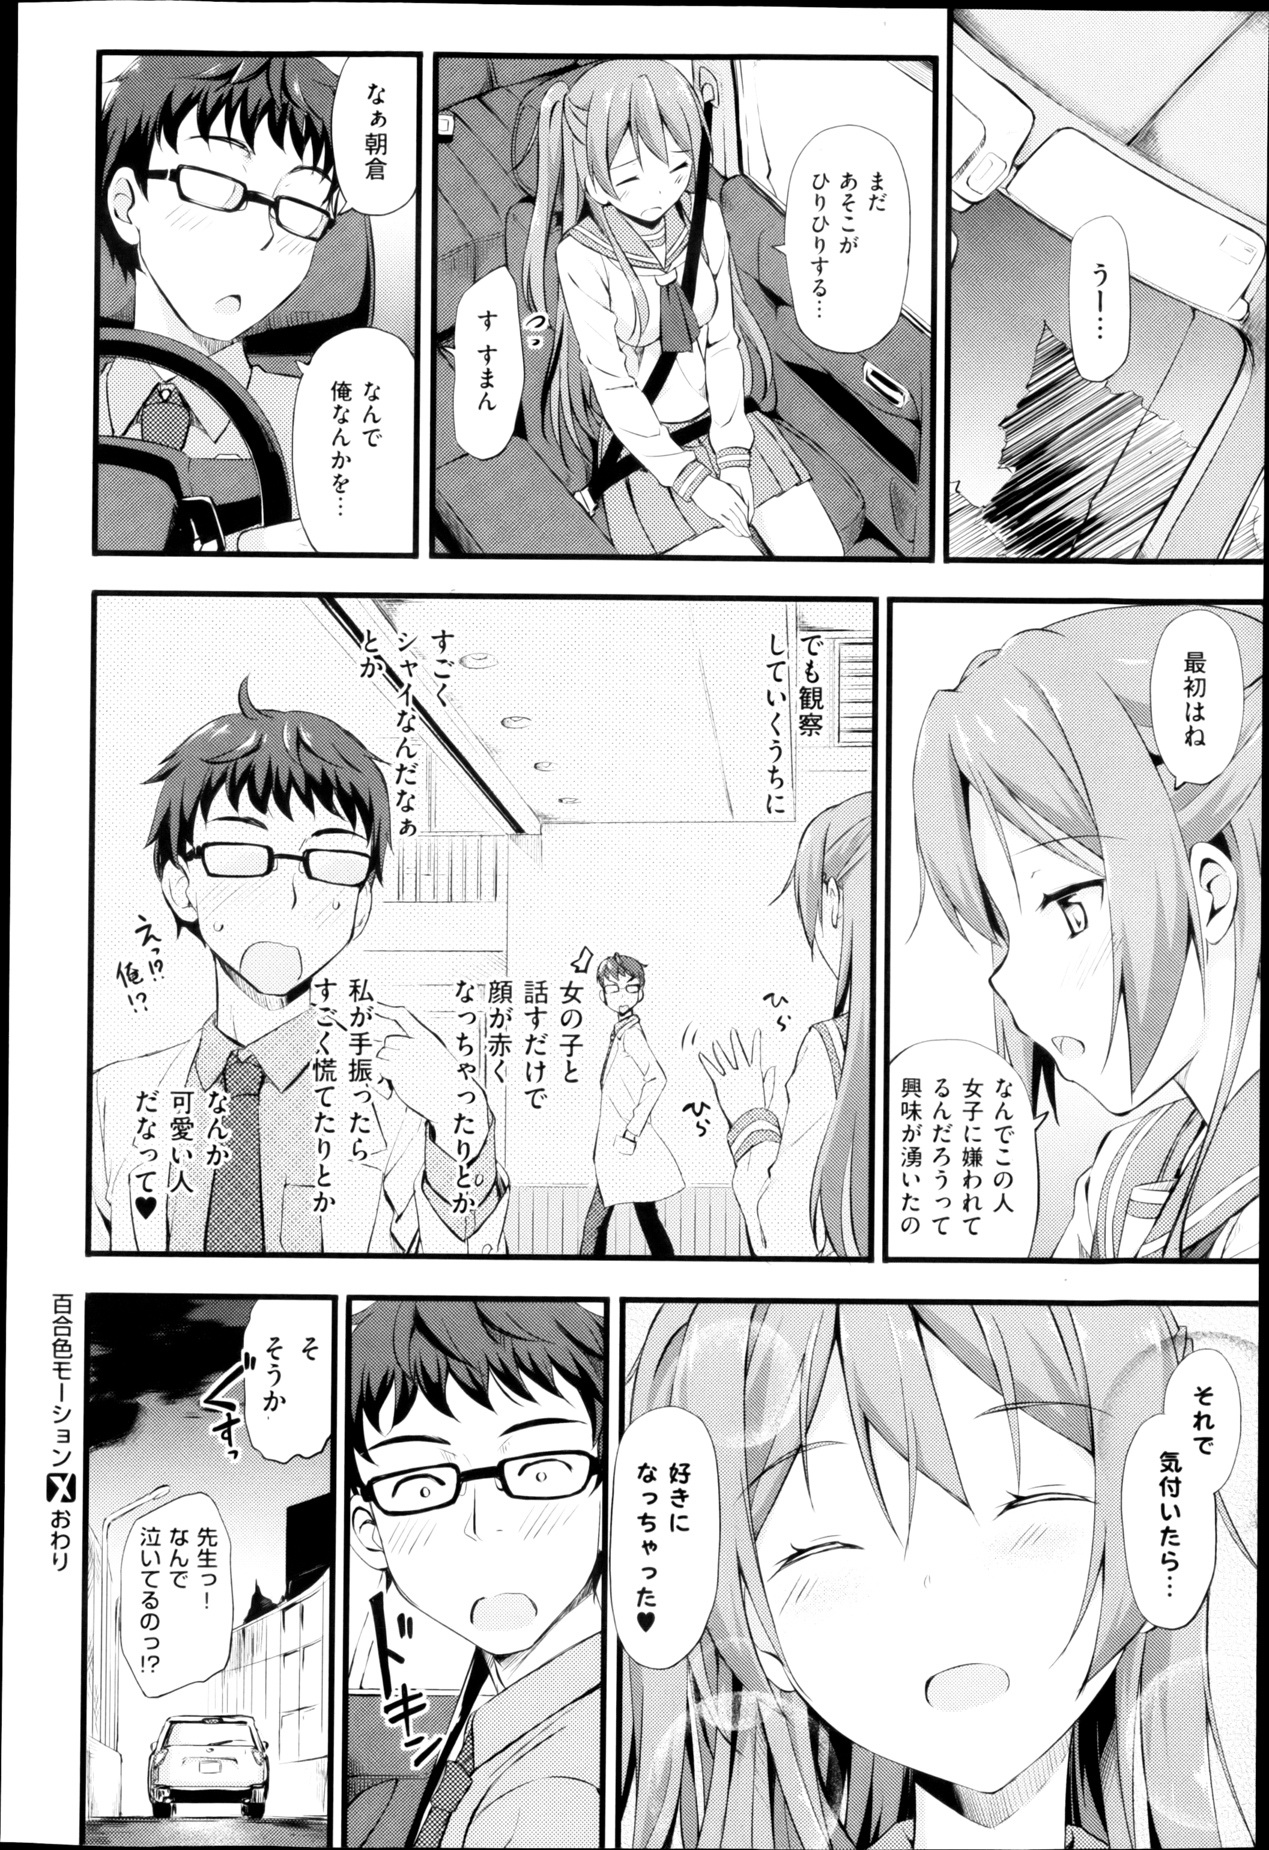 うー…
まだ
あそこが
ひりひりする…
す すまん
なぁ朝倉
なんで
俺なんかを…
最初はね
なんでこの人
女子に嫌われて
るんだろうって
興味が湧いたの
でも観察
していくうちに
すごく
シャイなんだなぁ
とか
女の子と
話すだけで
顔が赤く
なっちゃったりとか
私が手振ったら
すごく慌てたりとか
なんか
可愛い人
だなって♥
ひら
ひら
えっ!?
俺!?
それで
気付いたら…
好きに
なっちゃった♥
ドキン
そ
そうか
ぐすっ
先生っ!
なんで
泣いてるのっ!?
百合色モーションX おわり